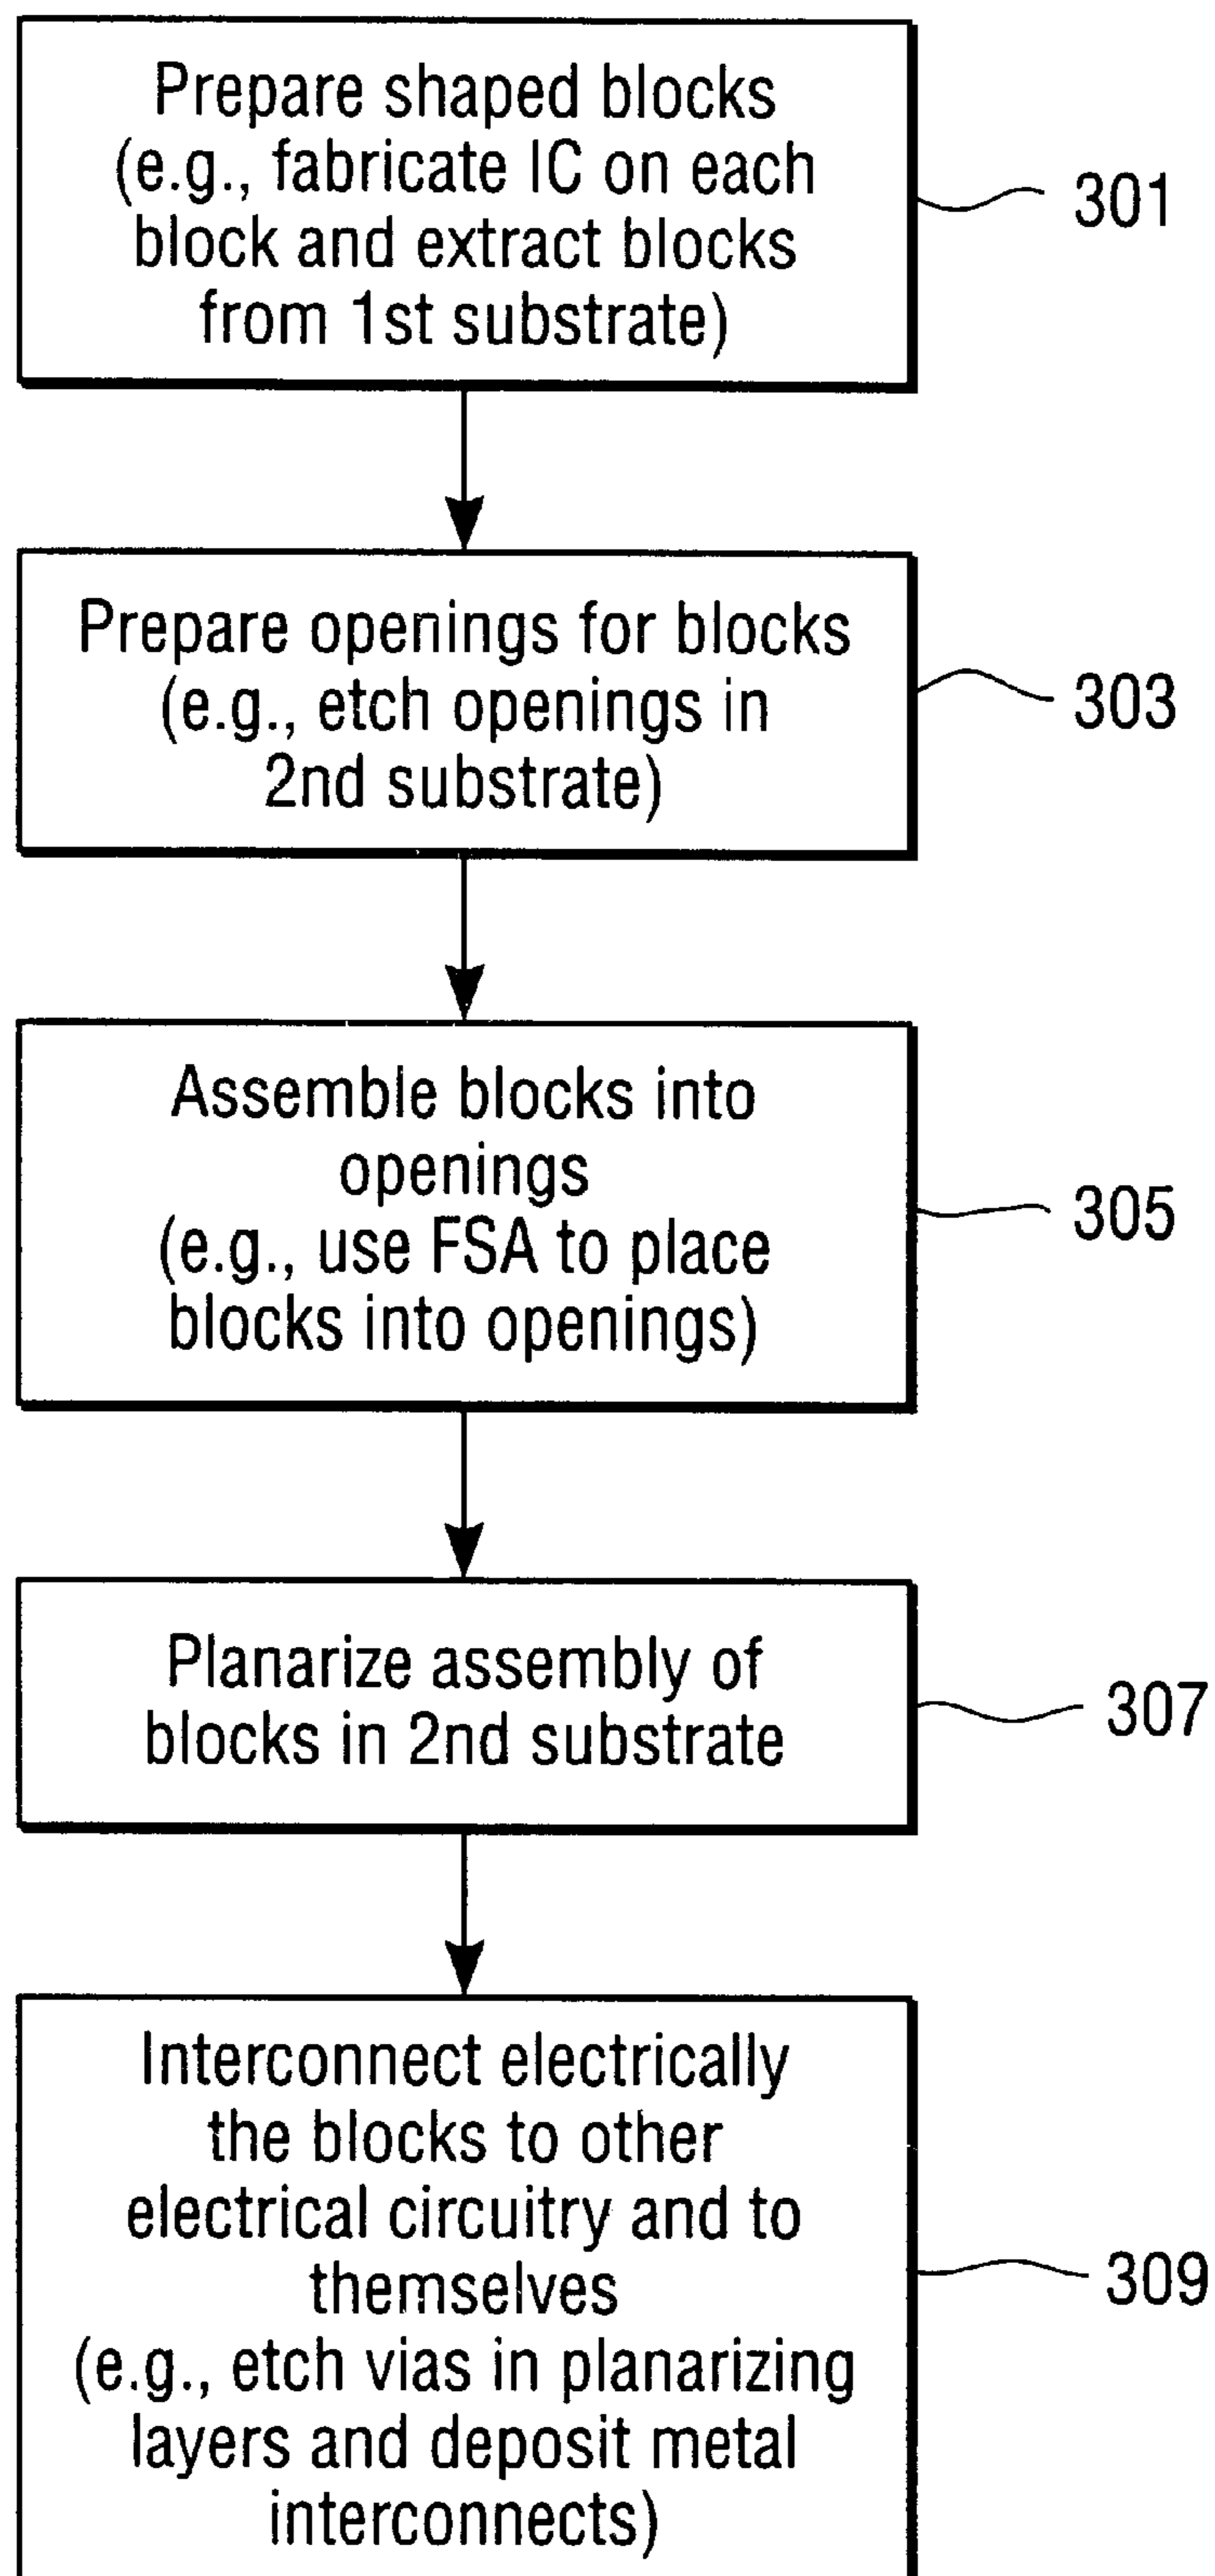 Prepare shaped blocks
(e.g., fabricate IC on each
block and extract blocks
from 1st substrate)
301
Prepare openings for blocks
(e.g., etch openings in
2nd substrate)
303
Assemble blocks into
openings
(e.g., use FSA to place
blocks into openings)
305
Planarize assembly of
blocks in 2nd substrate
307
Interconnect electrically
the blocks to other
electrical circuitry and to
themselves
(e.g., etch vias in planarizing
layers and deposit metal
interconnects)
309